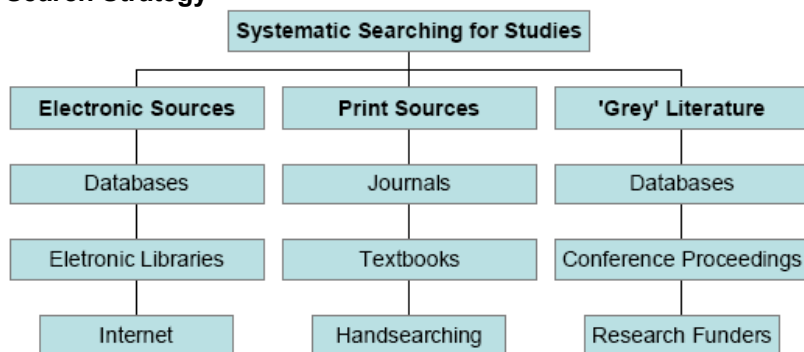 Search Strategy
Systematic Searching for Studies
Electronic Sources
Print Sources
'Grey' Literature
Databases
Journals
Databases
Eletronic Libraries
Textbooks
Conference Proceedings
Internet
Handsearching
Research Funders